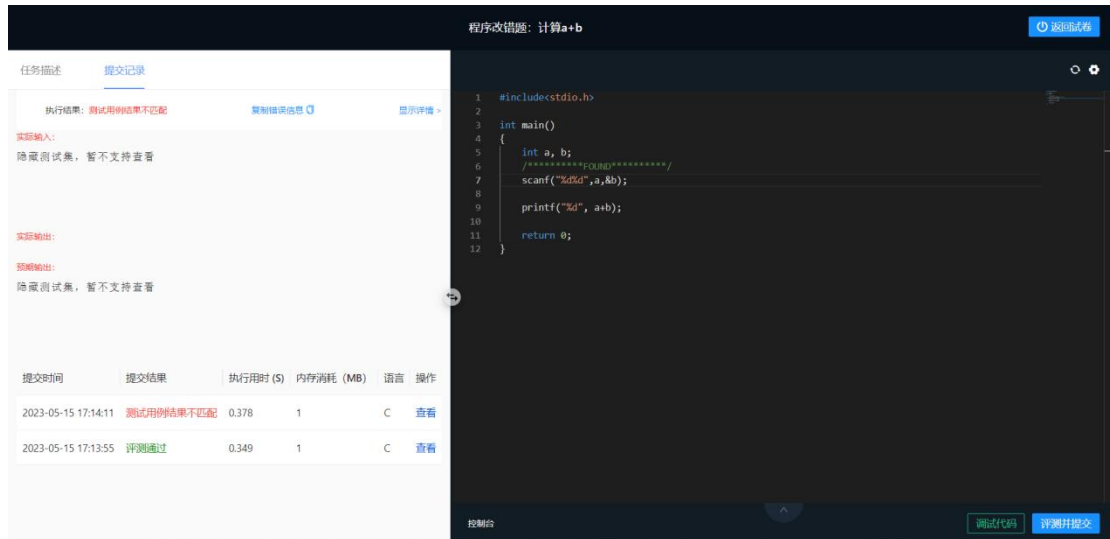 程序改错题：计算a+b
返回试卷
任务描述 提交记录
执行结果：测试用例结果不匹配 复制错误信息 显示详情 >
实际输入：
隐藏测试集，暂不支持查看
实际输出：
预期输出：
隐藏测试集，暂不支持查看
提交时间 提交结果 执行用时 (S) 内存消耗（MB） 语言 操作
2023-05-15 17:14:11 测试用例结果不匹配 0.378 1 C 查看
2023-05-15 17:13:55 评测通过 0.349 1 C 查看
1 #include<stdio.h>
2
3 int main()
4 {
5 int a, b;
6 /**********FOUND**********/
7 scanf("%d%d",a,&b);
8
9 printf("%d", a+b);
10
11 return 0;
12 }
控制台 调试代码 评测并提交